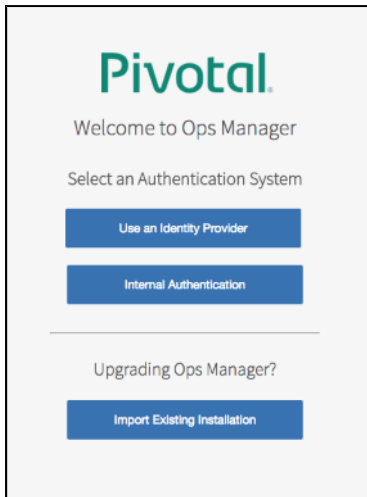 Pivotal.
Welcome to Ops Manager
Select an Authentication System
Use an Identity Provider
Internal Authentication
Upgrading Ops Manager?
Import Existing Installation